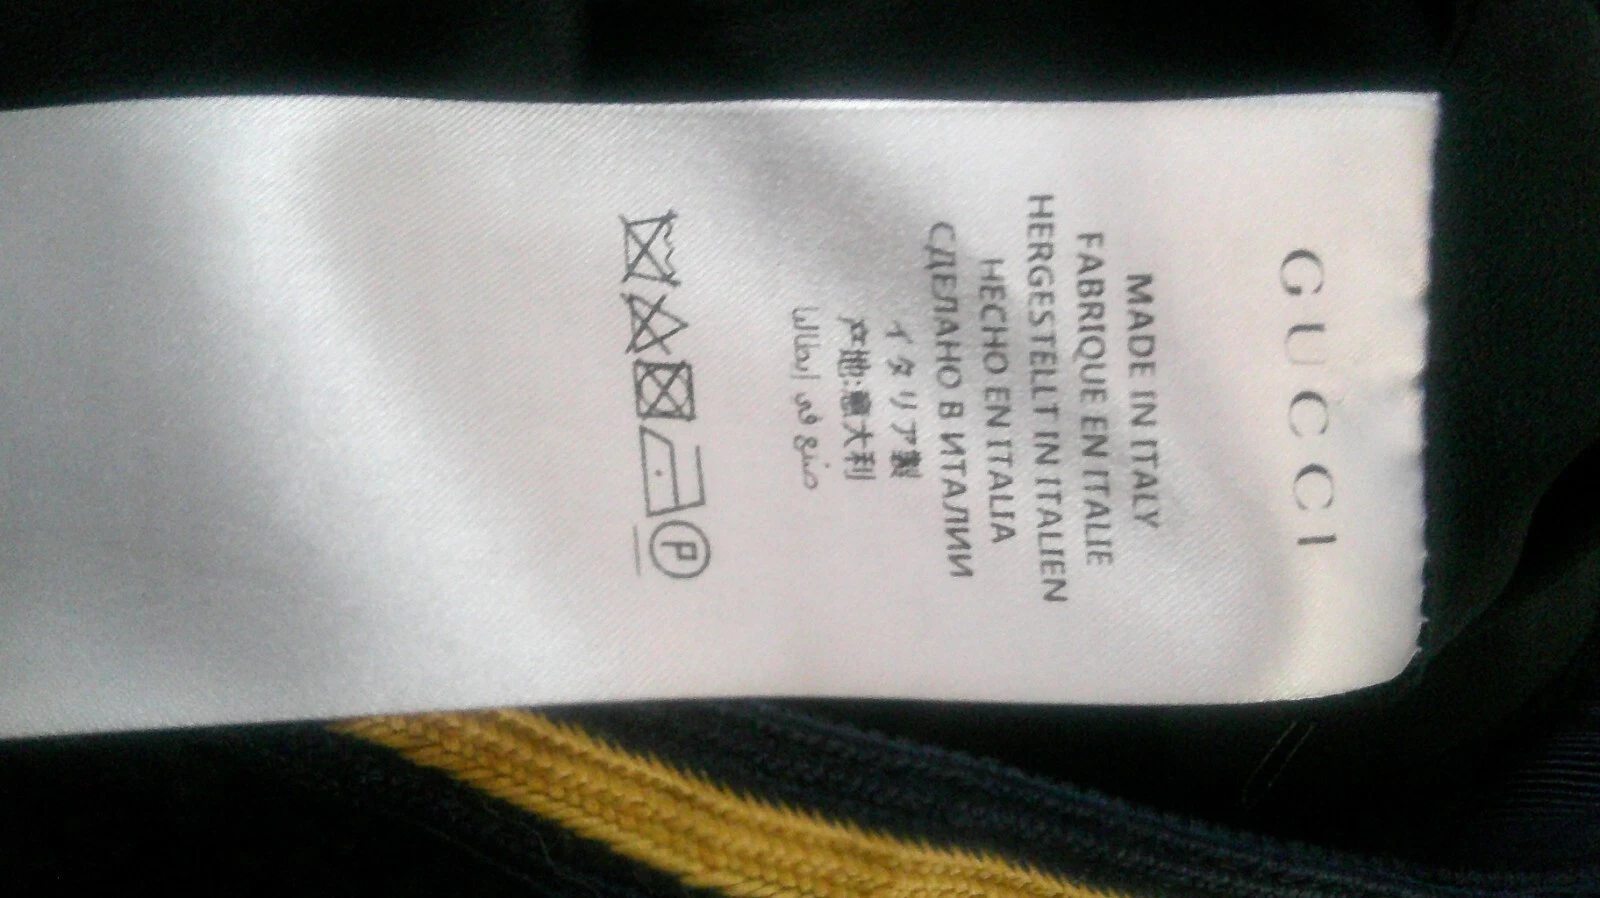 GUCCI
MADE IN ITALY
FABRIQUE EN ITALIE
HERGESTELLT IN ITALIEN
HECHO EN ITALIA
СДЕЛАНО В ИТАЛИИ
イタリア製
产地:意大利
صنع في إيطاليا
P